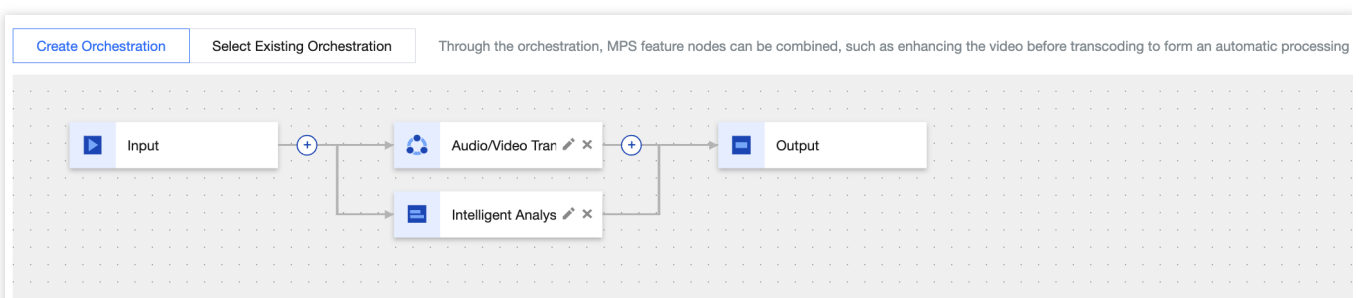 Create Orchestration Select Existing Orchestration Through the orchestration, MPS feature nodes can be combined, such as enhancing the video before transcoding to form an automatic processing
Input Audio/Video Tran Output
Intelligent Analys